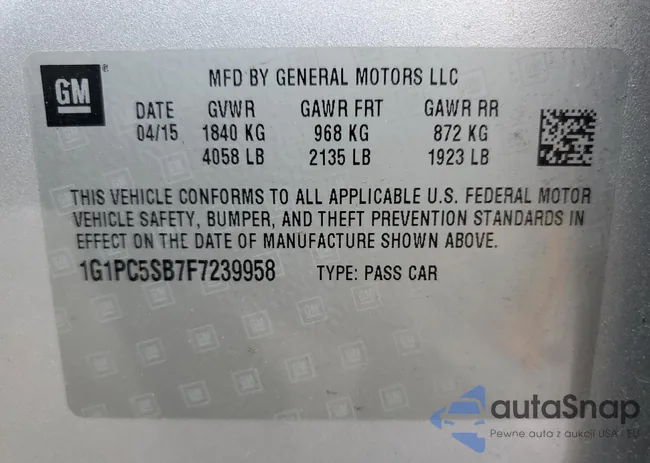 GM
MFD BY GENERAL MOTORS LLC
DATE GVWR GAWR FRT GAWR RR
04/15 1840 KG 968 KG 872 KG
4058 LB 2135 LB 1923 LB
THIS VEHICLE CONFORMS TO ALL APPLICABLE U.S. FEDERAL MOTOR
VEHICLE SAFETY, BUMPER, AND THEFT PREVENTION STANDARDS IN
EFFECT ON THE DATE OF MANUFACTURE SHOWN ABOVE.
1G1PC5SB7F7239958 TYPE: PASS CAR
autaSnap
Pewne auta z aukcji USA i EU